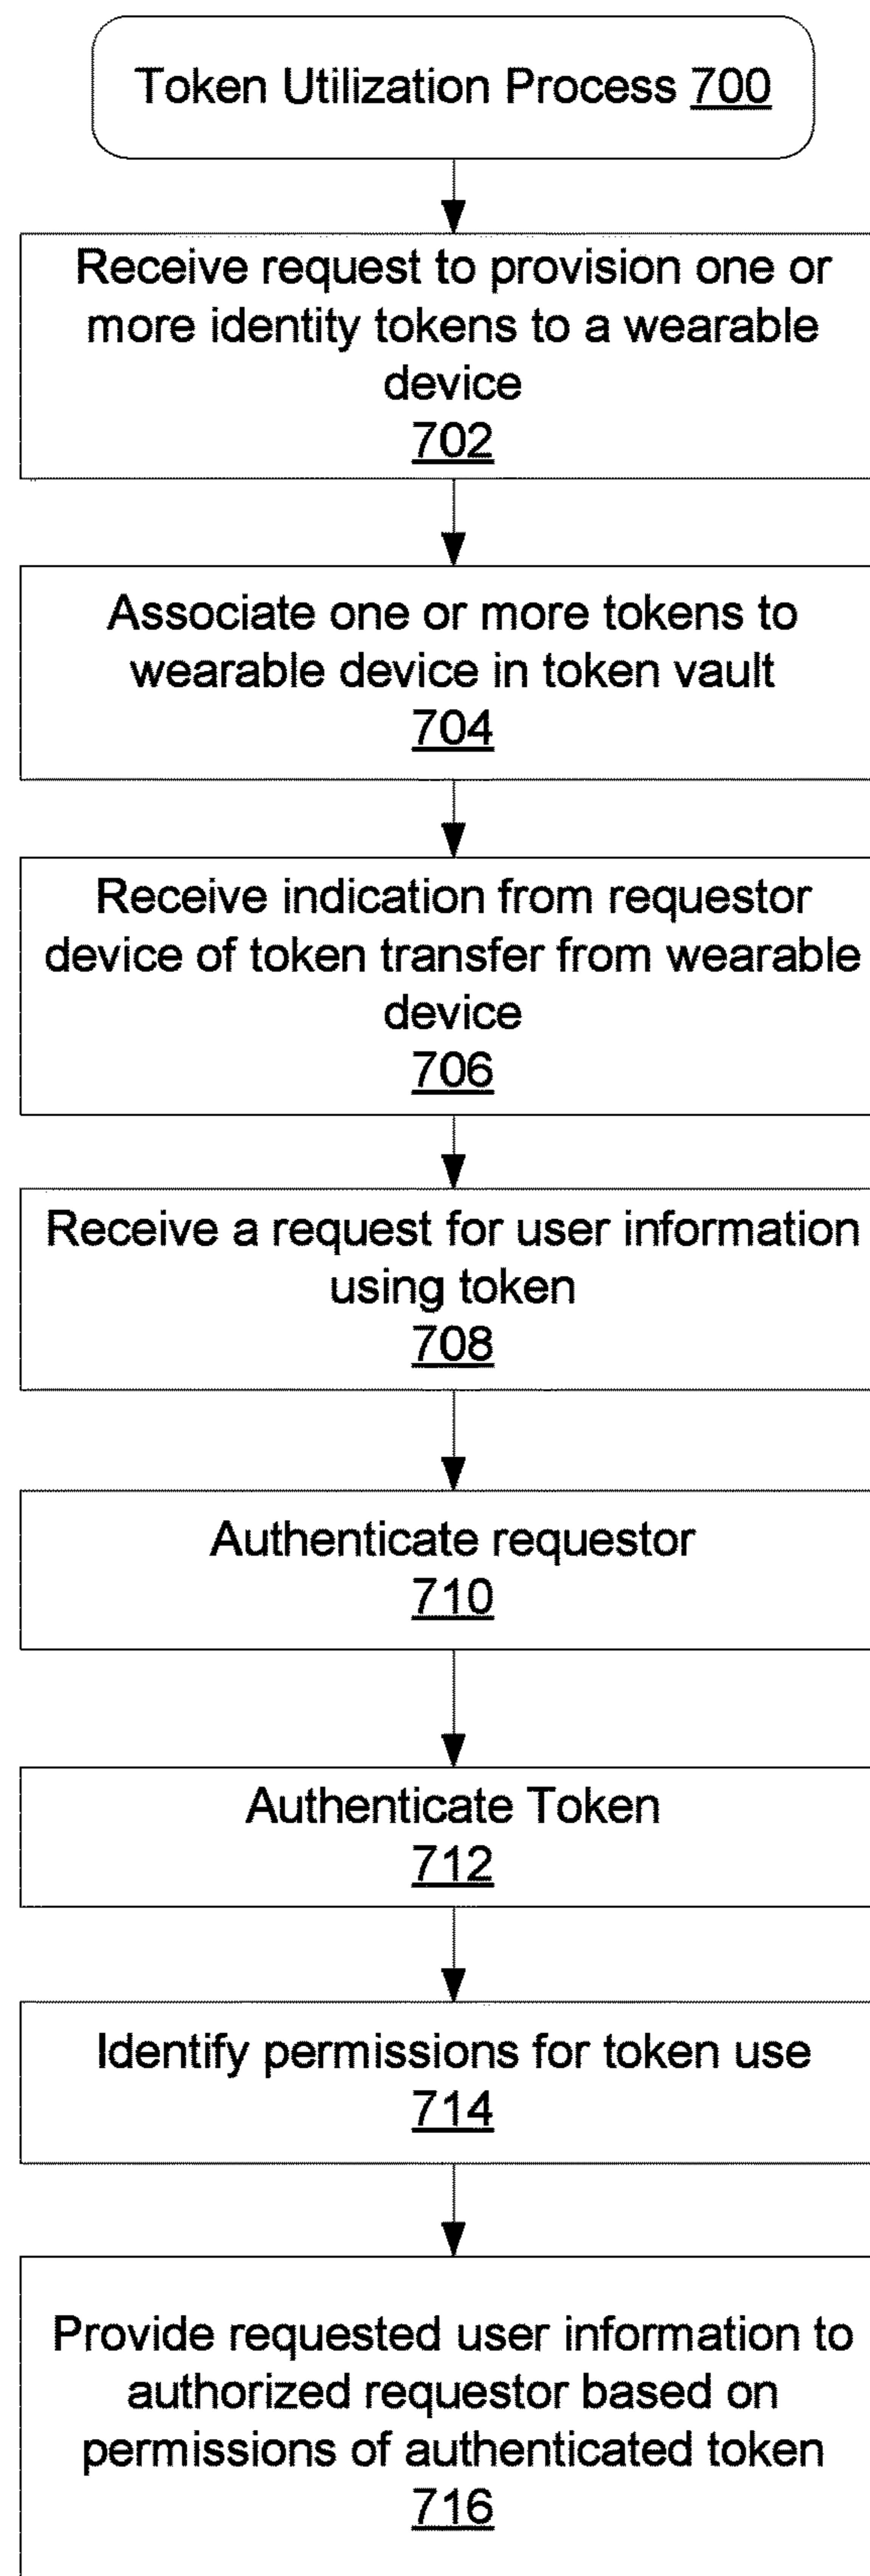 Token Utilization Process 700
Receive request to provision one or
more identity tokens to a wearable
device
702
Associate one or more tokens to
wearable device in token vault
704
Receive indication from requestor
device of token transfer from wearable
device
706
Receive a request for user information
using token
708
Authenticate requestor
710
Authenticate Token
712
Identify permissions for token use
714
Provide requested user information to
authorized requestor based on
permissions of authenticated token
716